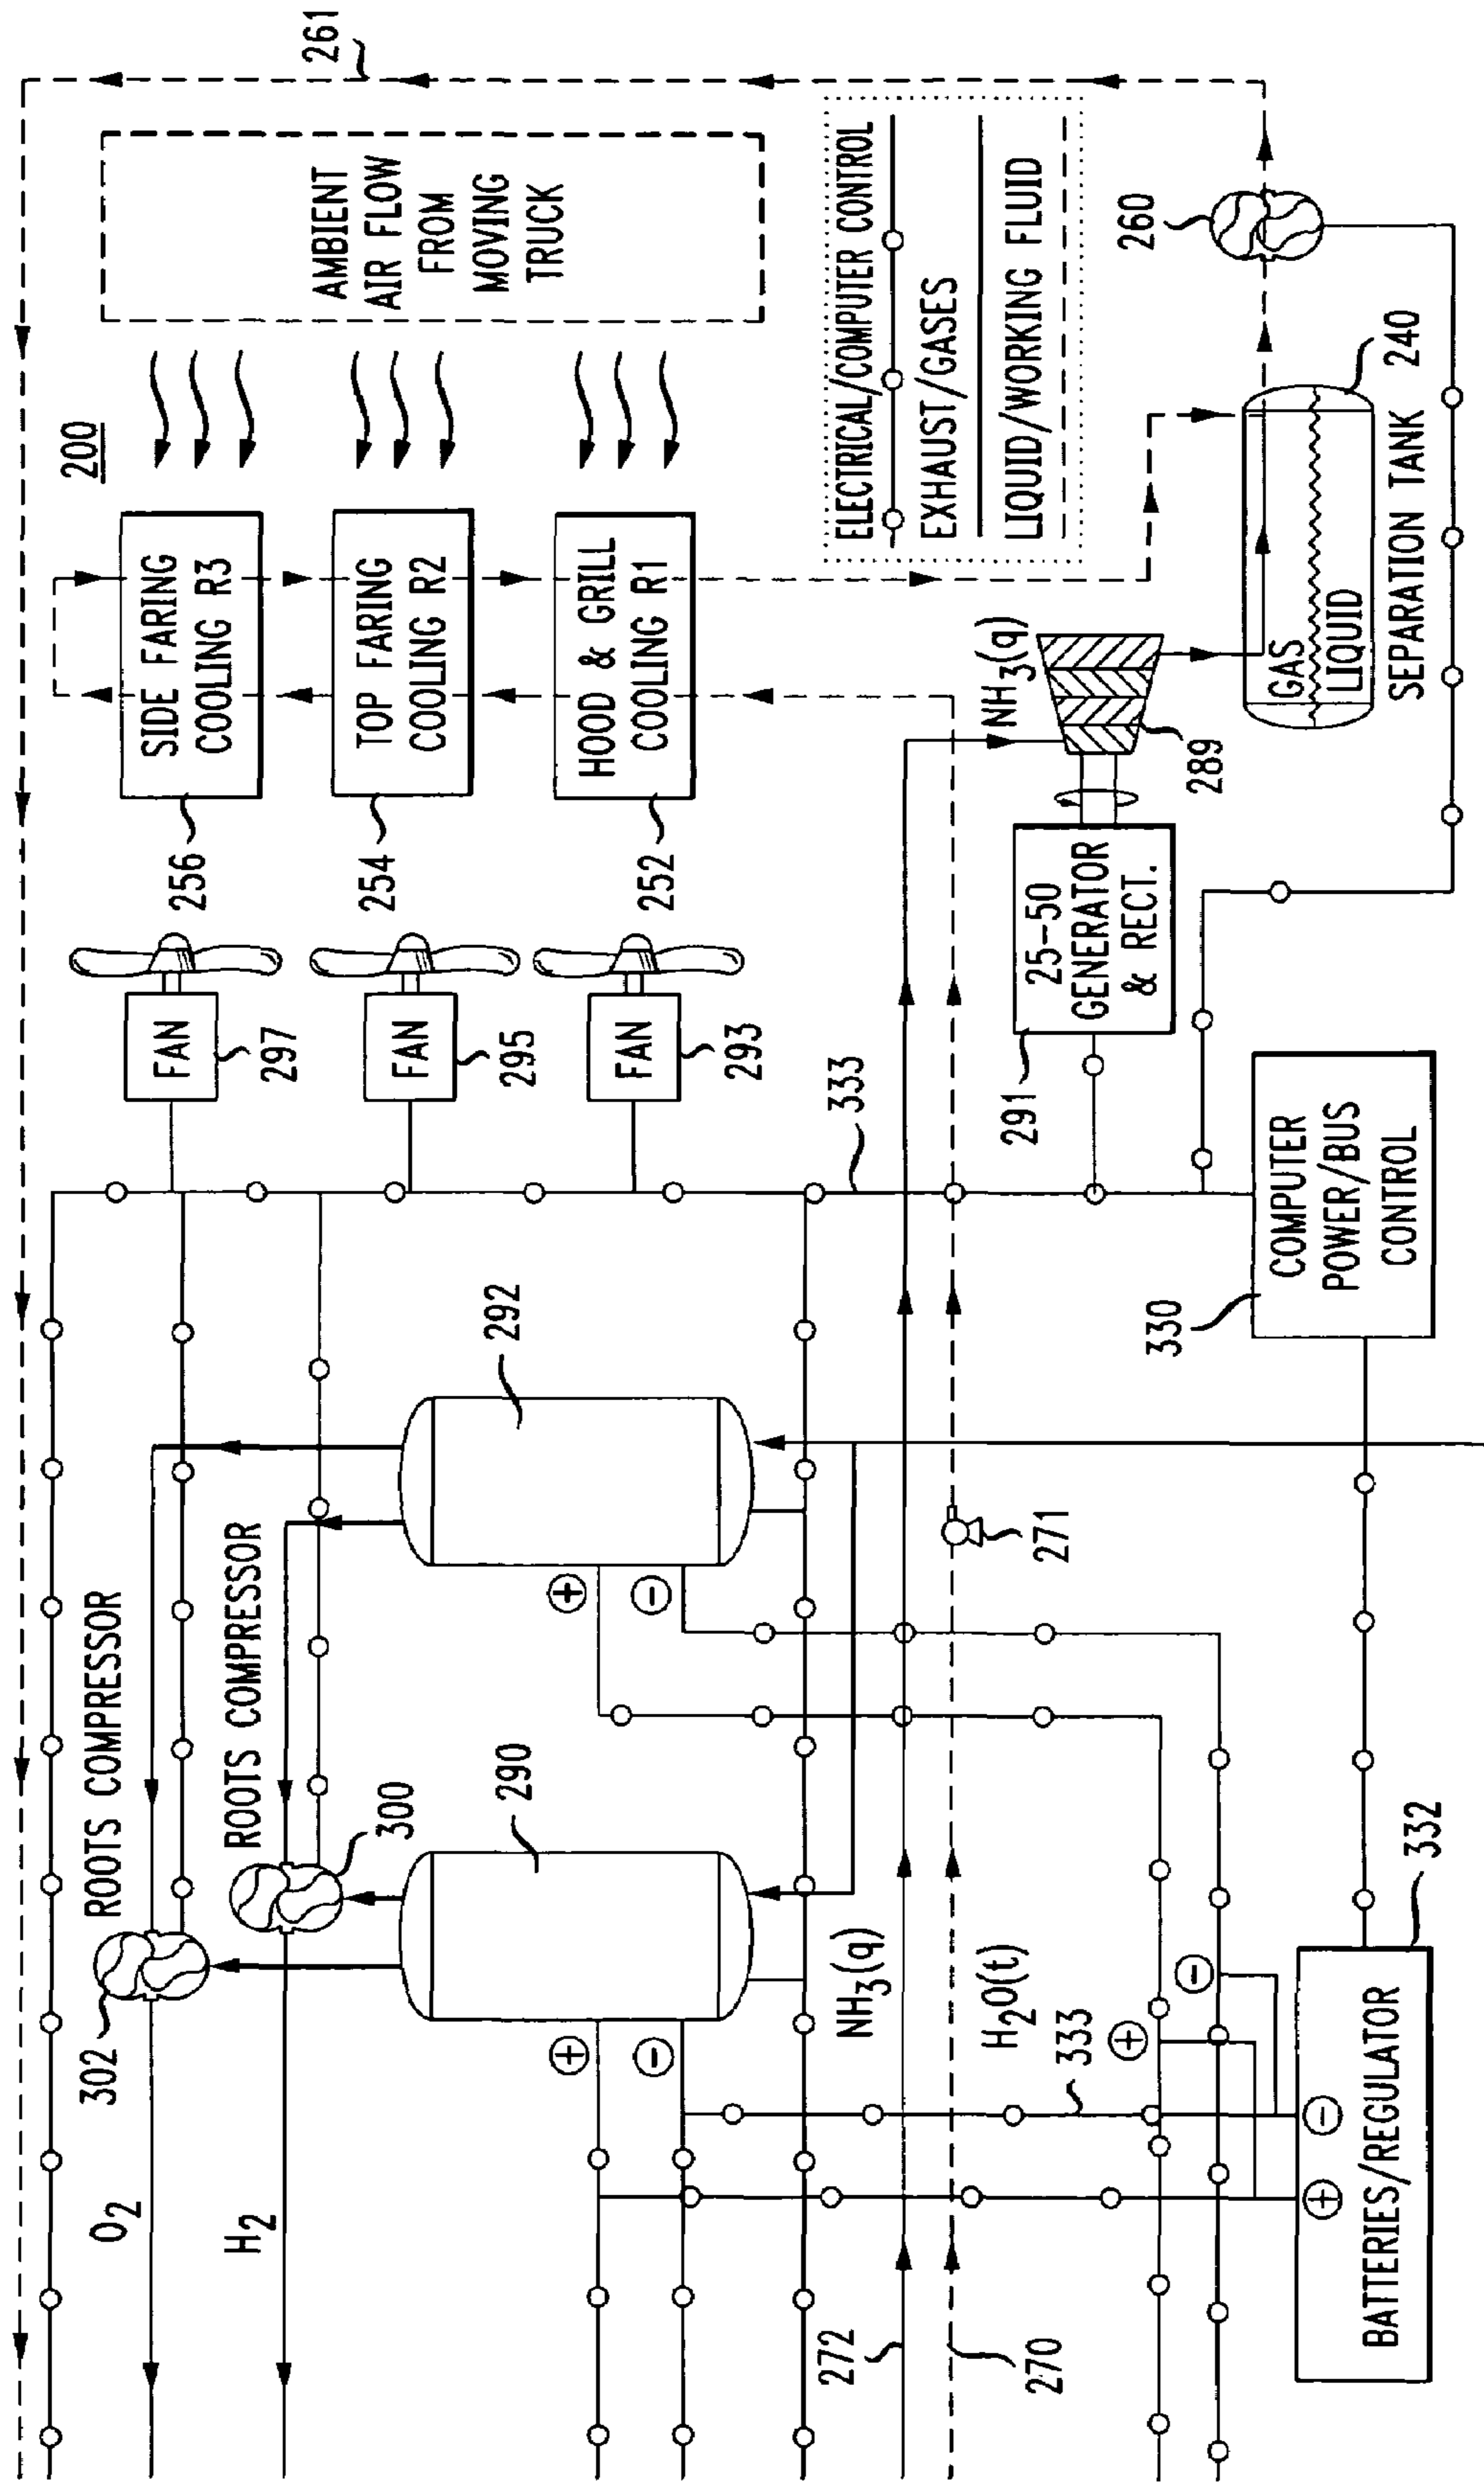 200
261
AMBIENT
AIR FLOW
FROM
MOVING
TRUCK
SIDE FARING
COOLING R3
256
TOP FARING
COOLING R2
254
HOOD & GRILL
COOLING R1
252
FAN
297
FAN
295
FAN
293
ELECTRICAL/COMPUTER CONTROL
EXHAUST/GASES
LIQUID/WORKING FLUID
260
240
GAS
LIQUID
SEPARATION TANK
NH3(q)
289
25-50
GENERATOR
& RECT.
291
333
COMPUTER
POWER/BUS
CONTROL
330
292
ROOTS COMPRESSOR
302
ROOTS COMPRESSOR
300
290
+
−
271
+
−
O2
H2
NH3(q)
272
H2O(t)
270
333
+
−
+
−
BATTERIES/REGULATOR
332